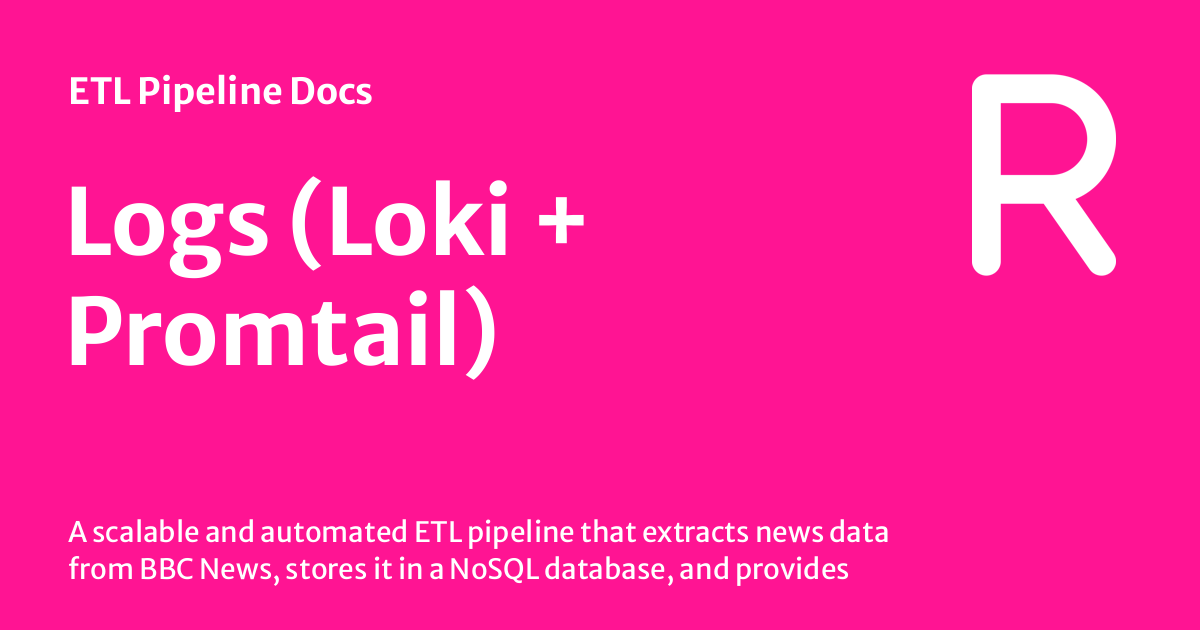 ETL Pipeline Docs
R
Logs (Loki +
Promtail)
A scalable and automated ETL pipeline that extracts news data
from BBC News, stores it in a NoSQL database, and provides